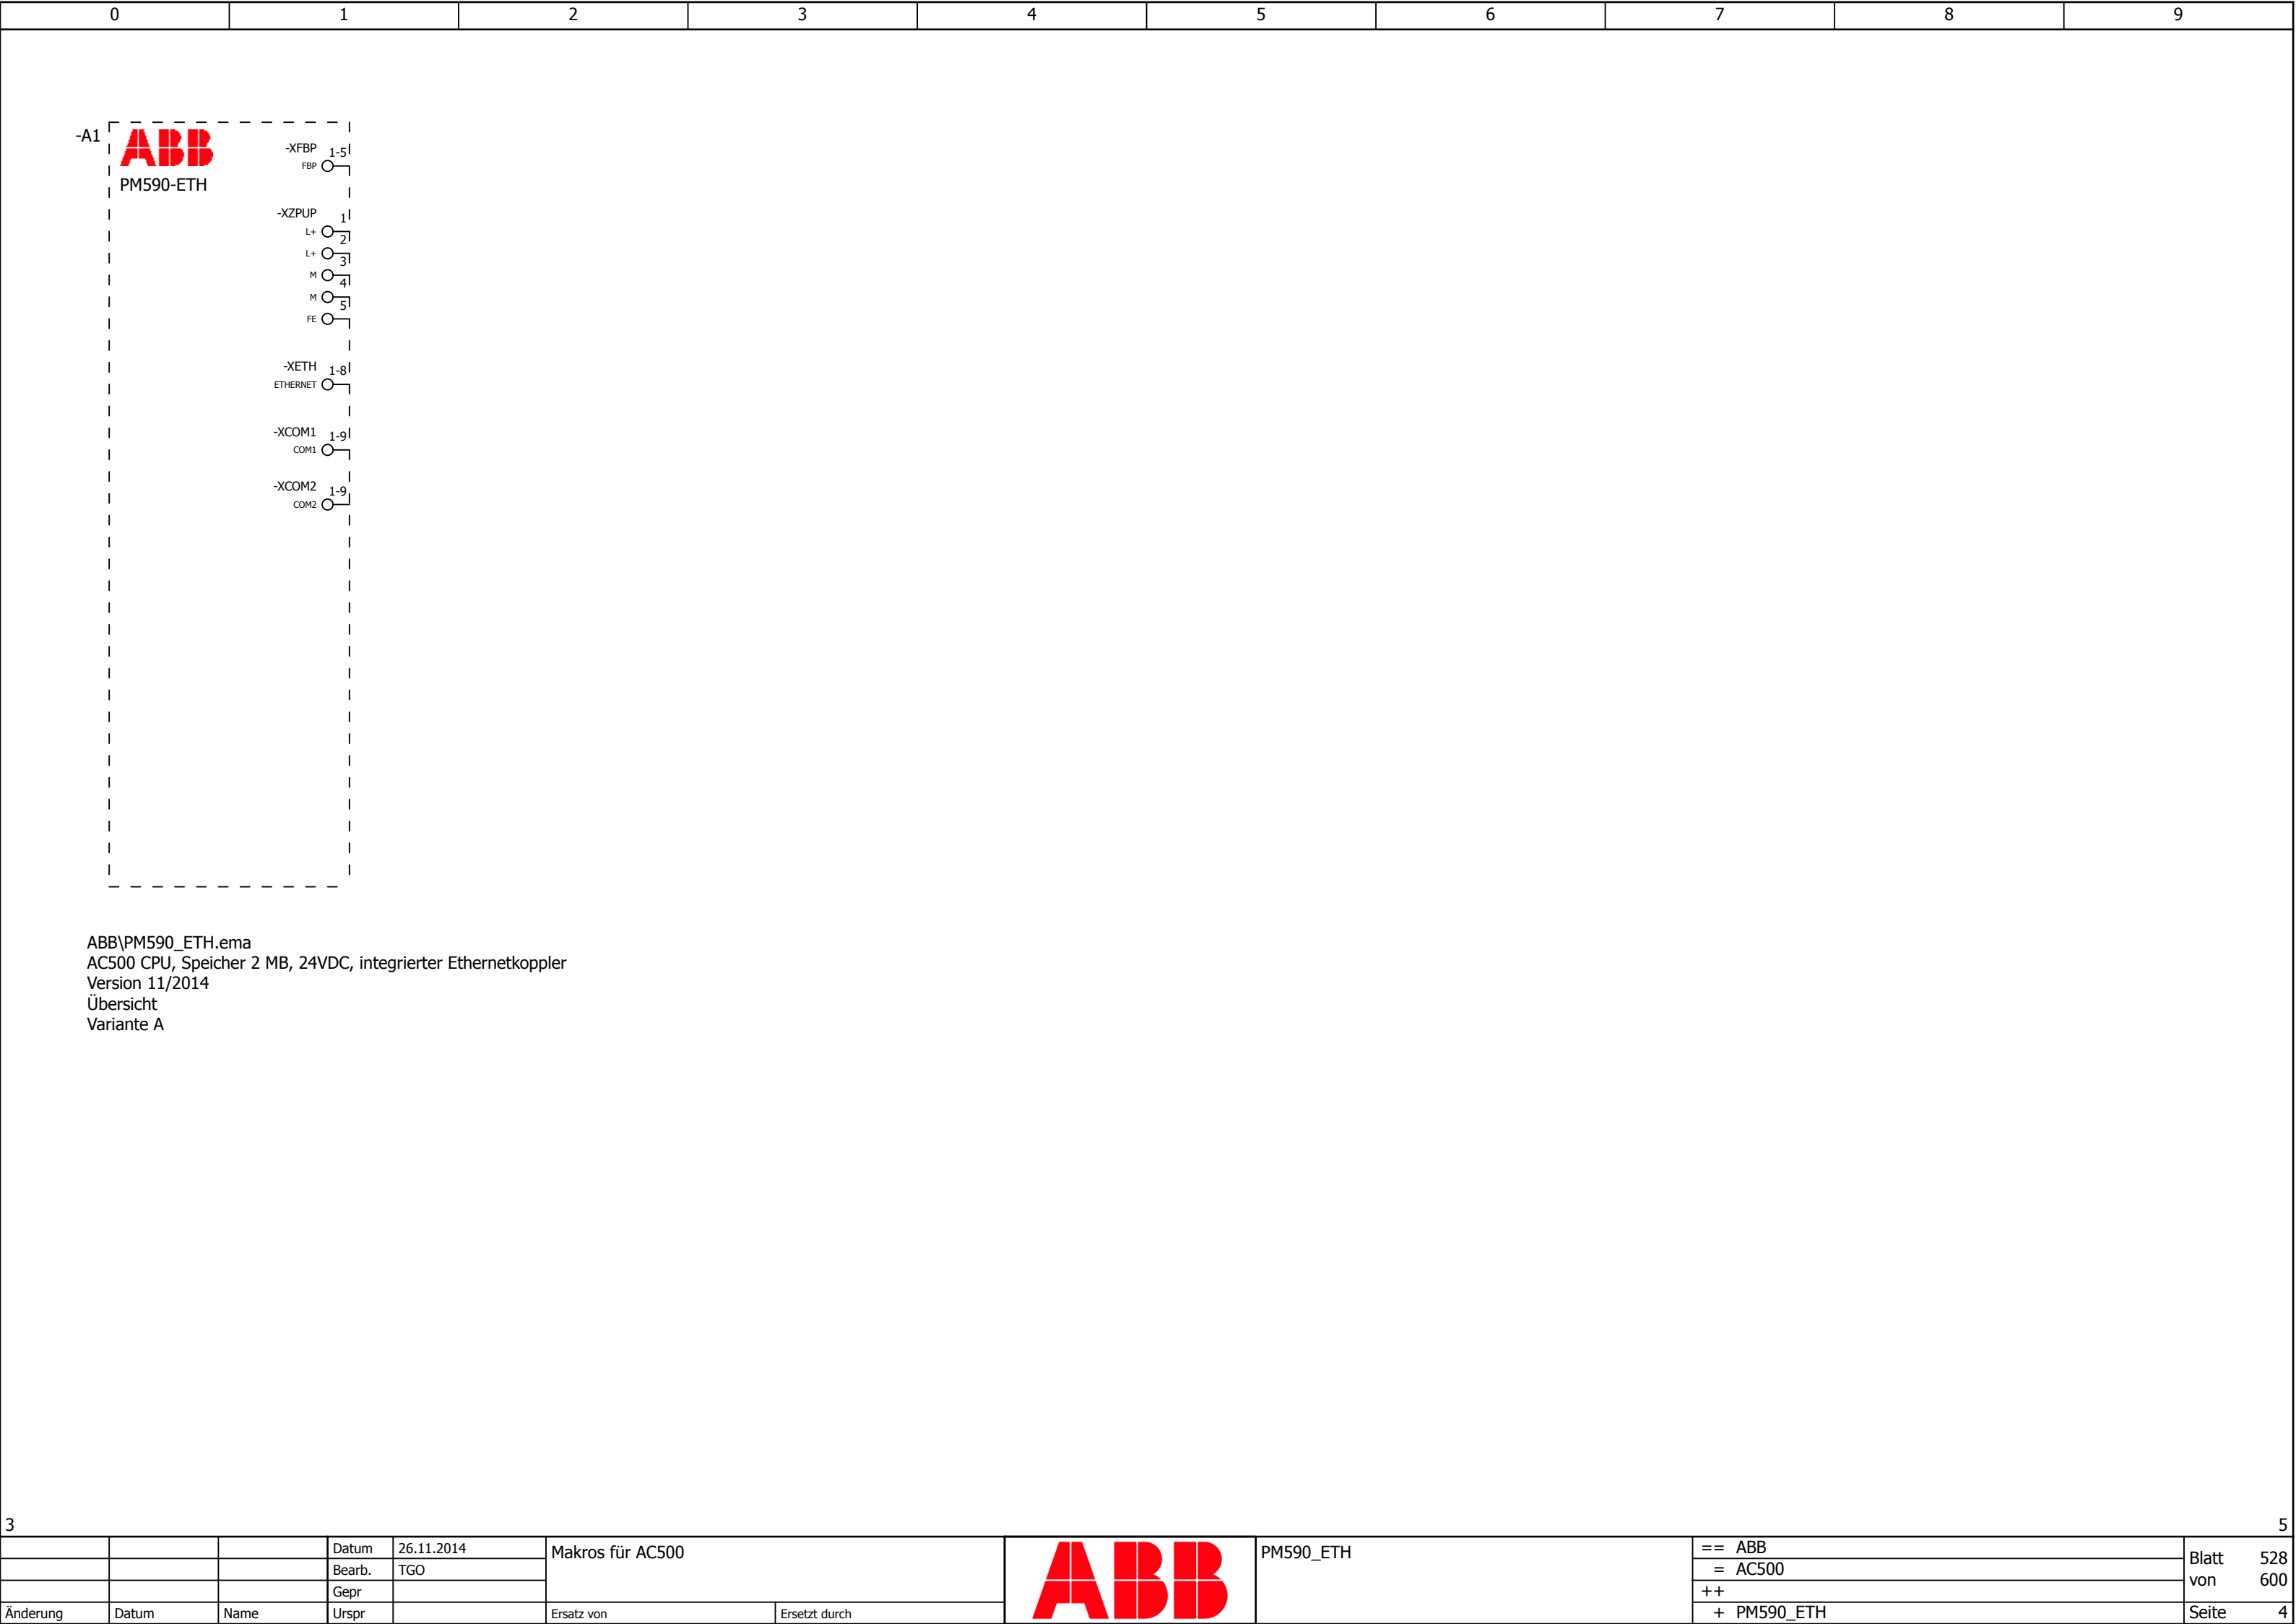 0 1 2 3 4 5 6 7 8 9
-A1
ABB
PM590-ETH
-XFBP 1-5
FBP
-XZPUP 1
L+ 2
L+ 3
M 4
M 5
FE
-XETH 1-8
ETHERNET
-XCOM1 1-9
COM1
-XCOM2 1-9
COM2
ABB\PM590_ETH.ema
AC500 CPU, Speicher 2 MB, 24VDC, integrierter Ethernetkoppler
Version 11/2014
Übersicht
Variante A
3 5
Datum 26.11.2014
Bearb. TGO
Gepr
Änderung Datum Name Urspr
Makros für AC500
Ersatz von Ersetzt durch
ABB
PM590_ETH
== ABB
= AC500
++
+ PM590_ETH
Blatt 528
von 600
Seite 4